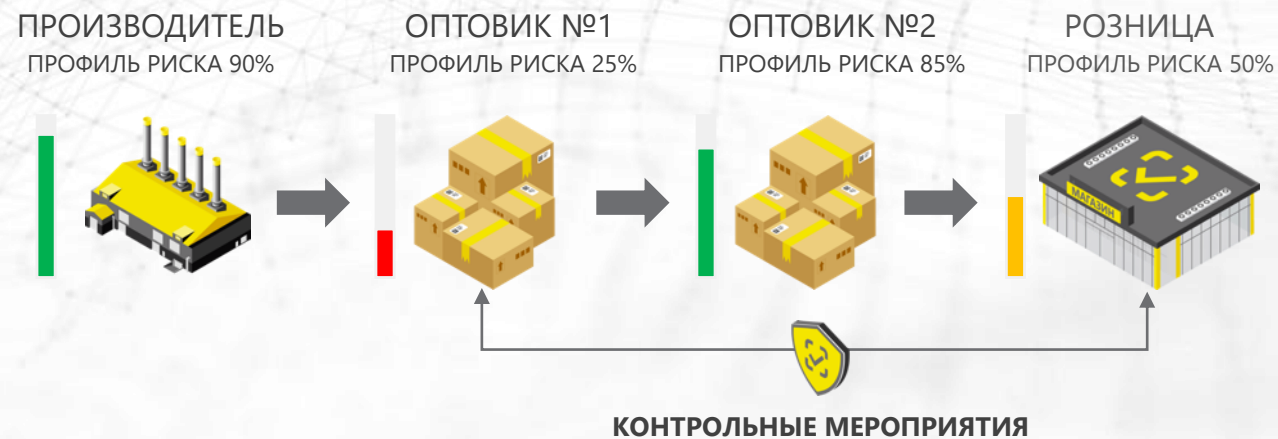 ПРОИЗВОДИТЕЛЬ
ПРОФИЛЬ РИСКА 90%
ОПТОВИК №1
ПРОФИЛЬ РИСКА 25%
ОПТОВИК №2
ПРОФИЛЬ РИСКА 85%
РОЗНИЦА
ПРОФИЛЬ РИСКА 50%
МАГАЗИН
КОНТРОЛЬНЫЕ МЕРОПРИЯТИЯ